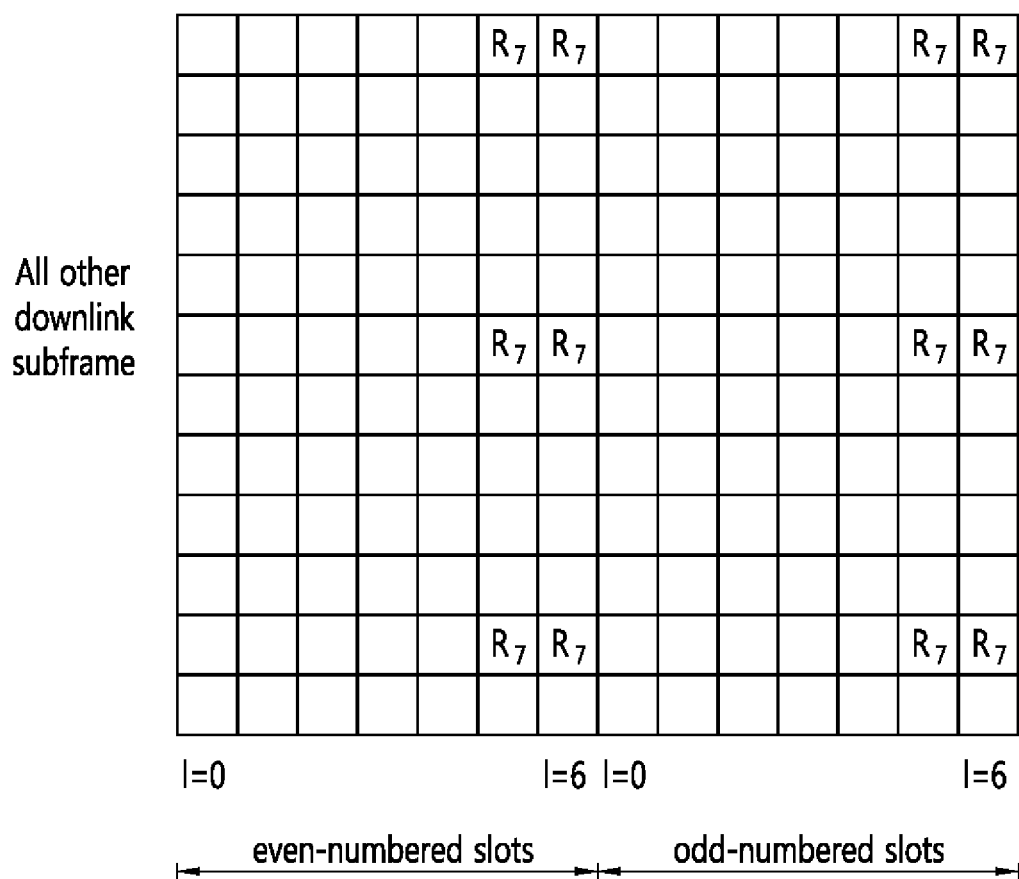 R7 R7 R7 R7
All other
downlink
subframe
R7 R7 R7 R7
R7 R7 R7 R7
l=0 l=6 l=0 l=6
even-numbered slots odd-numbered slots